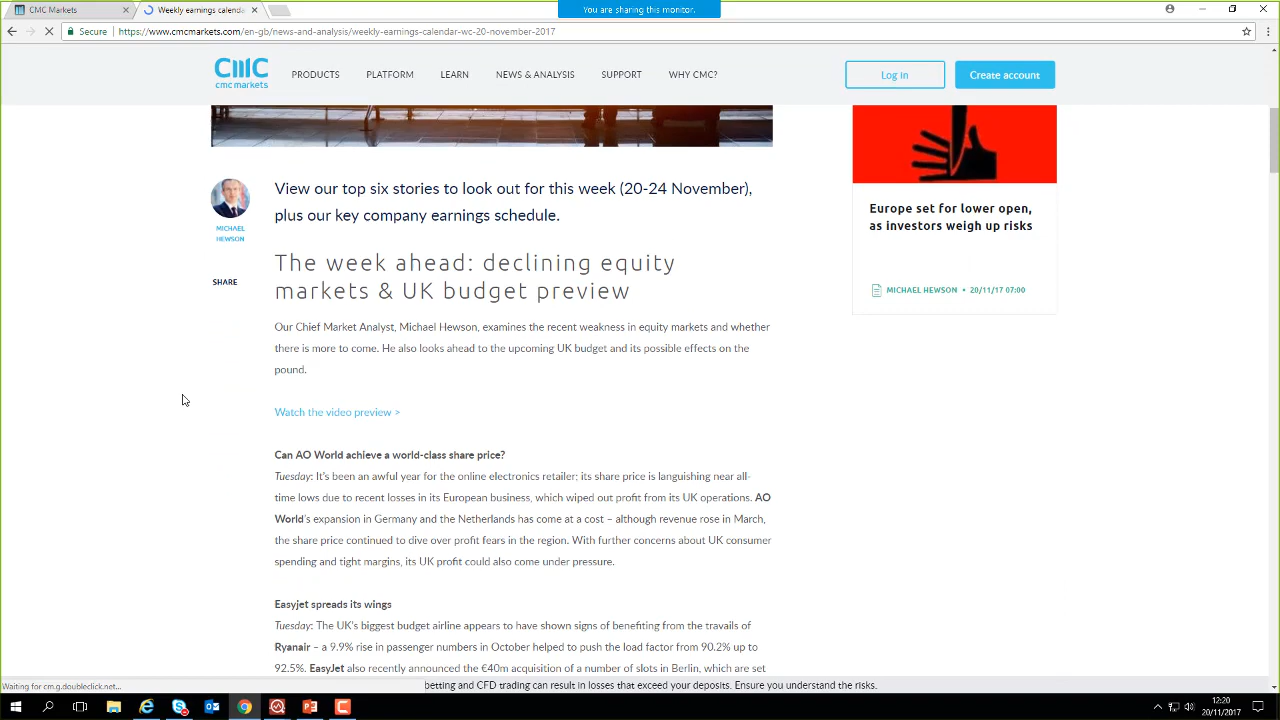 You are sharing this monitor.
CMC Markets
Weekly earnings calenda
Secure
https://www.cmcmarkets.com/en-gb/news-and-analysis/weekly-earnings-calendar-wc-20-november-2017
cmc markets
PRODUCTS PLATFORM LEARN NEWS & ANALYSIS SUPPORT WHY CMC? Log in Create account
MICHAEL
HEWSON
SHARE
View our top six stories to look out for this week (20-24 November),
plus our key company earnings schedule.
The week ahead: declining equity
markets & UK budget preview
Our Chief Market Analyst, Michael Hewson, examines the recent weakness in equity markets and whether
there is more to come. He also looks ahead to the upcoming UK budget and its possible effects on the
pound.
Watch the video preview >
Can AO World achieve a world-class share price?
Tuesday: It's been an awful year for the online electronics retailer; its share price is languishing near all-
time lows due to recent losses in its European business, which wiped out profit from its UK operations. AO
World's expansion in Germany and the Netherlands has come at a cost – although revenue rose in March,
the share price continued to dive over profit fears in the region. With further concerns about UK consumer
spending and tight margins, its UK profit could also come under pressure.
Easyjet spreads its wings
Tuesday: The UK's biggest budget airline appears to have shown signs of benefiting from the travails of
Ryanair – a 9.9% rise in passenger numbers in October helped to push the load factor from 90.2% up to
92.5%. EasyJet also recently announced the €40m acquisition of a number of slots in Berlin, which are set
Europe set for lower open,
as investors weigh up risks
MICHAEL HEWSON • 20/11/17 07:00
Waiting for cm.g.doubleclick.net...
betting and CFD trading can result in losses that exceed your deposits. Ensure you understand the risks.
12:20
20/11/2017